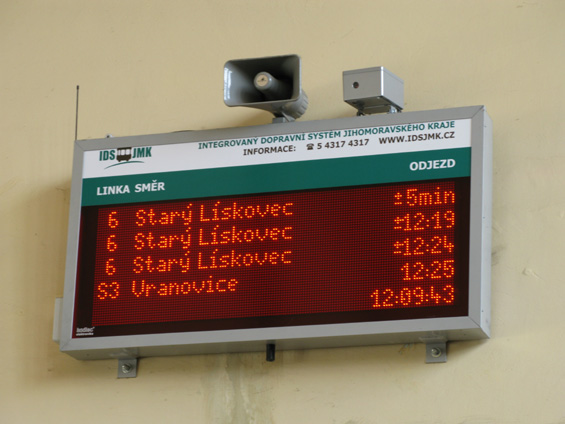 IDS JMK
INTEGROVANÝ DOPRAVNÍ SYSTÉM JIHOMORAVSKÉHO KRAJE
INFORMACE: ☎ 5 4317 4317 WWW.IDSJMK.CZ
LINKA SMĚR ODJEZD
6 Starý Lískovec ±5min
6 Starý Lískovec ±12:19
6 Starý Lískovec ±12:24
S3 Vranovice 12:25
12:09:43